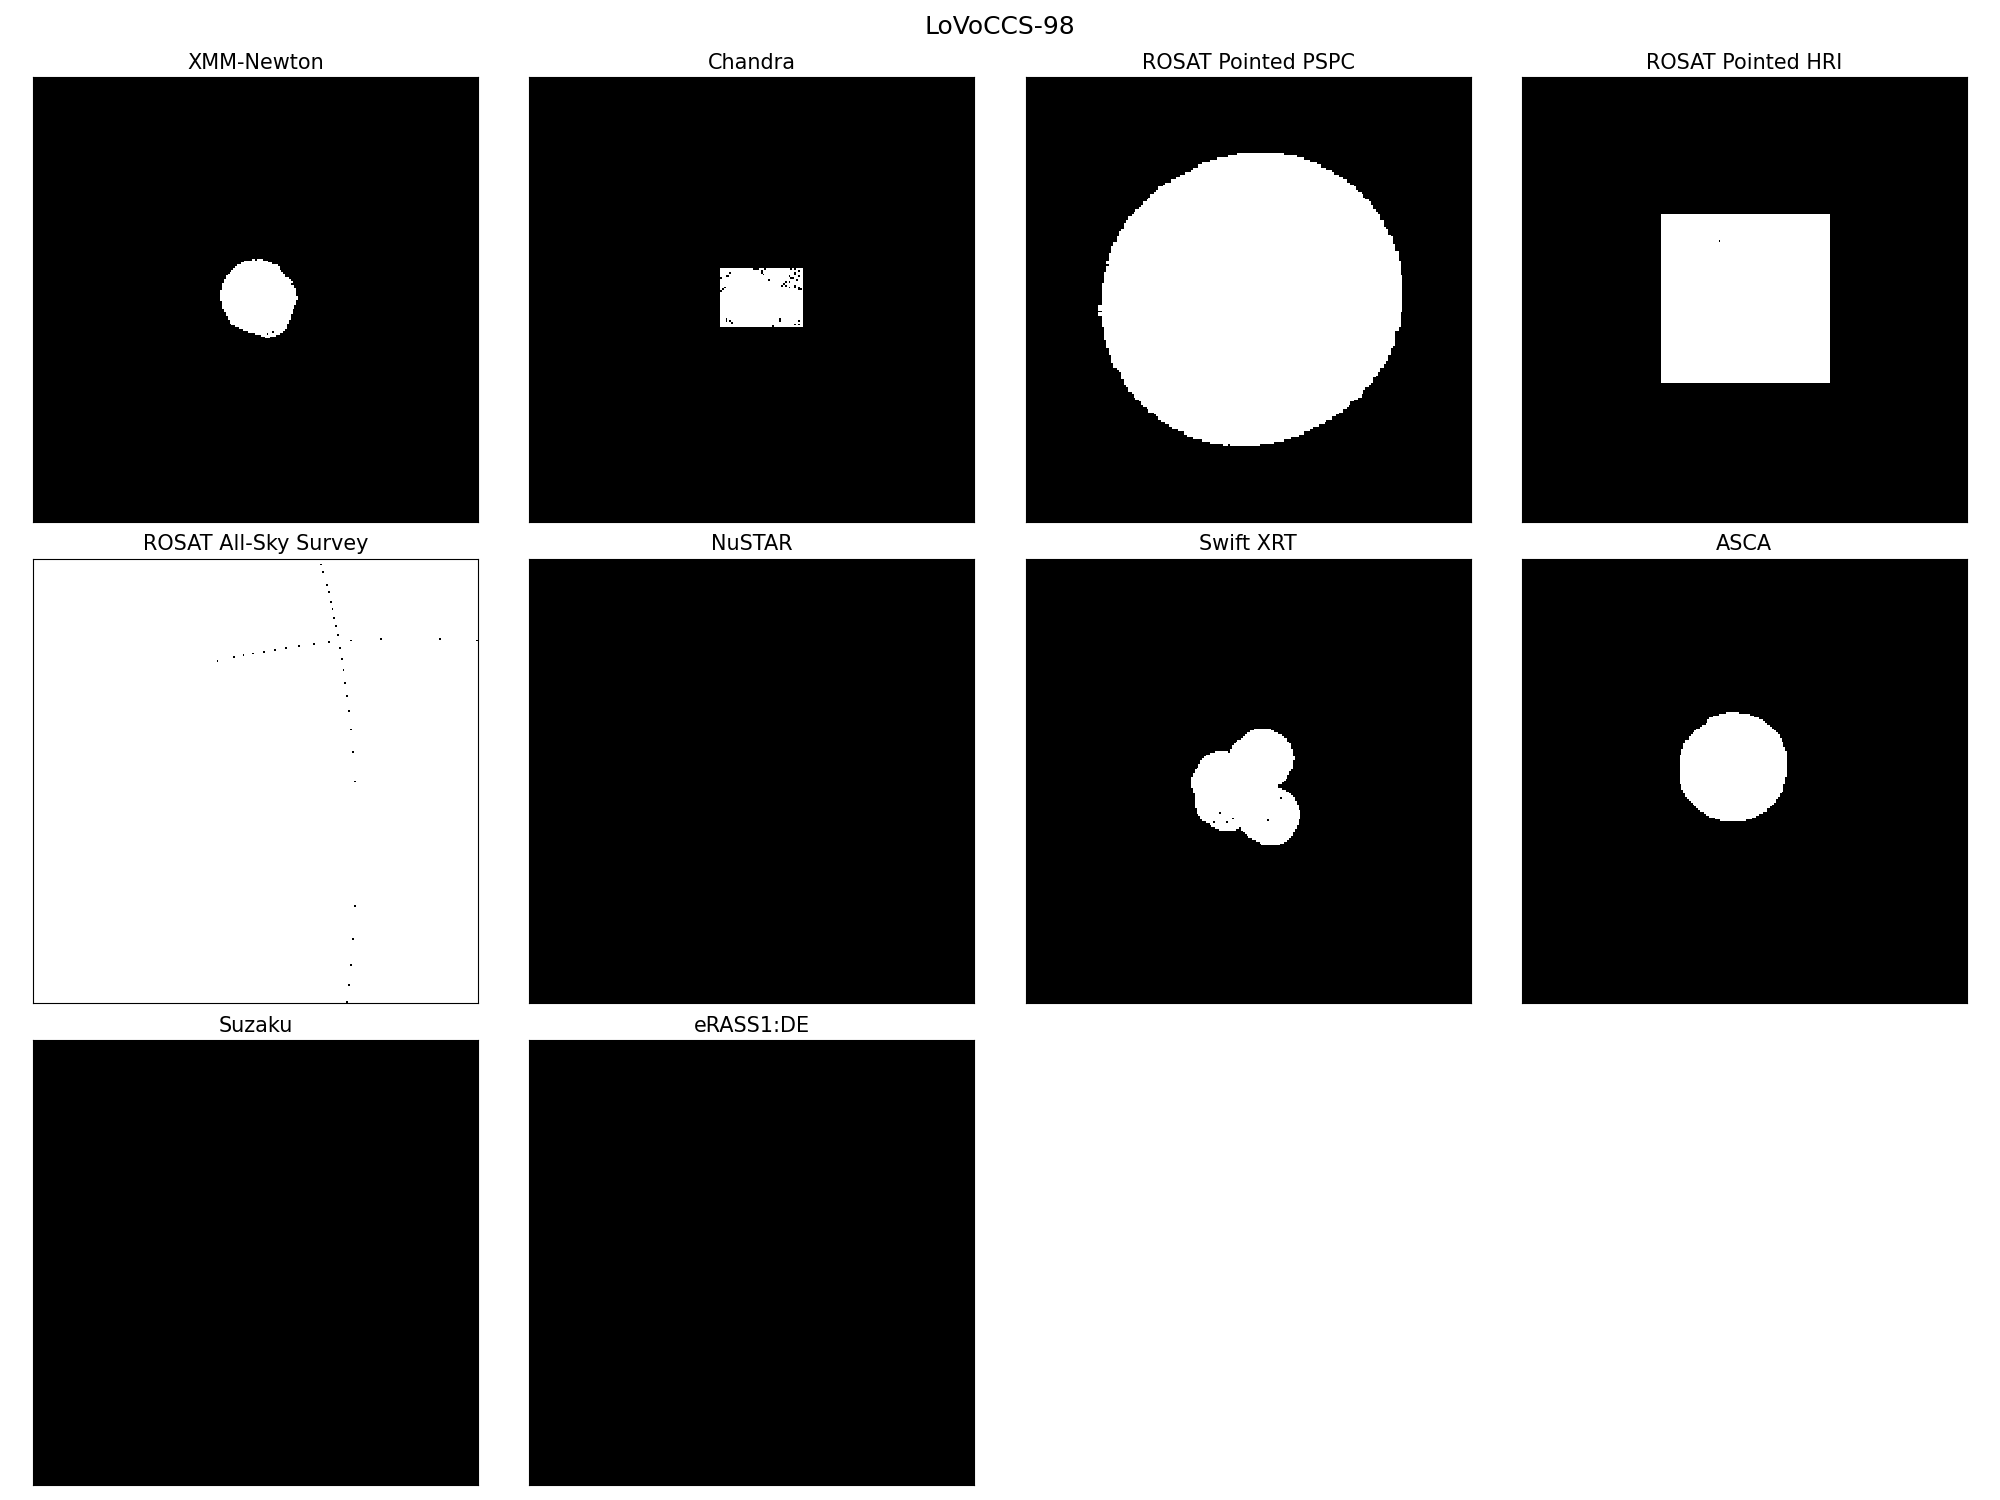 LoVoCCS-98
XMM-Newton
Chandra
ROSAT Pointed PSPC
ROSAT Pointed HRI
ROSAT All-Sky Survey
NuSTAR
Swift XRT
ASCA
Suzaku
eRASS1:DE